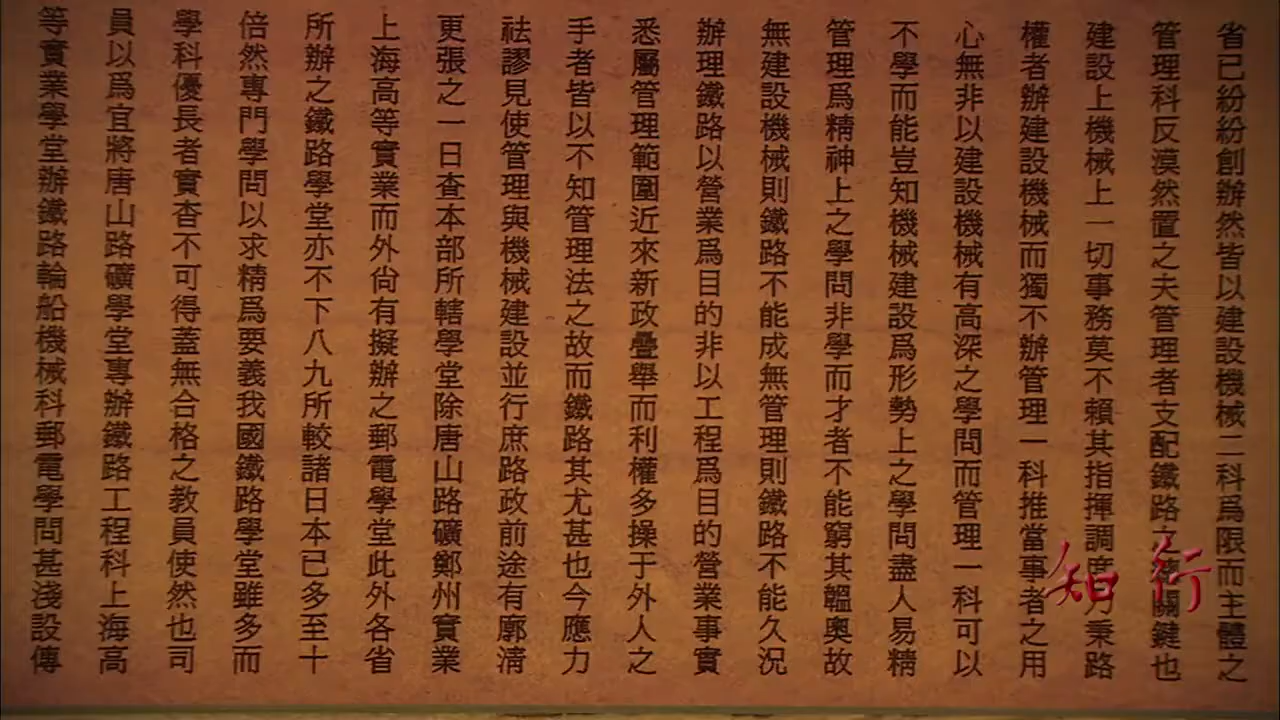 省已紛紛創辦然皆以建設機械二科爲限而主體之
管理科反漠然置之夫管理者支配鐵路關鍵也
建設上機械上一切事務莫不賴其指揮調度乃秉路
權者辦建設機械而獨不辦管理一科推當事者之用
心無非以建設機械有高深之學問而管理一科可以
不學而能豈知機械建設爲形勢上之學問盡人易精
管理爲精神上之學問非學而才者不能窮其韞奧故
無建設機械則鐵路不能成無管理則鐵路不能久況
辦理鐵路以營業爲目的非以工程爲目的營業事實
悉屬管理範圍近來新政疊舉而利權多操于外人之
手者皆以不知管理法之故而鐵路其尤甚也今應力
祛謬見使管理與機械建設並行庶路政前途有廓清
更張之一日查本部所轄學堂除唐山路礦鄭州實業
上海高等實業而外尙有擬辦之郵電學堂此外各省
所辦之鐵路學堂亦不下八九所較諸日本已多至十
倍然專門學問以求精爲要義我國鐵路學堂雖多而
學科優長者實杳不可得蓋無合格之教員使然也司
員以爲宜將唐山路礦學堂專辦鐵路工程科上海高
等實業學堂辦鐵路輪船機械科郵電學問甚淺設傳
知行